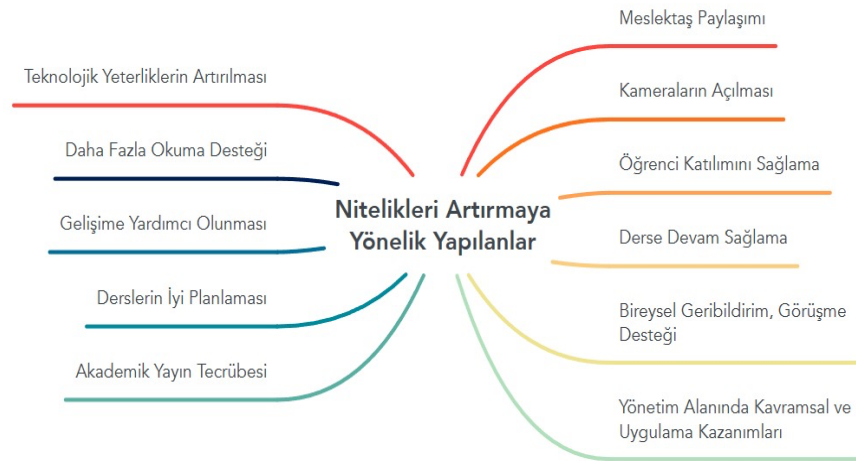 Teknolojik Yeterliklerin Artırılması
Daha Fazla Okuma Desteği
Gelişime Yardımcı Olunması
Derslerin İyi Planlaması
Akademik Yayın Tecrübesi
Nitelikleri Artırmaya
Yönelik Yapılanlar
Meslektaş Paylaşımı
Kameraların Açılması
Öğrenci Katılımını Sağlama
Derse Devam Sağlama
Bireysel Geribildirim, Görüşme
Desteği
Yönetim Alanında Kavramsal ve
Uygulama Kazanımları